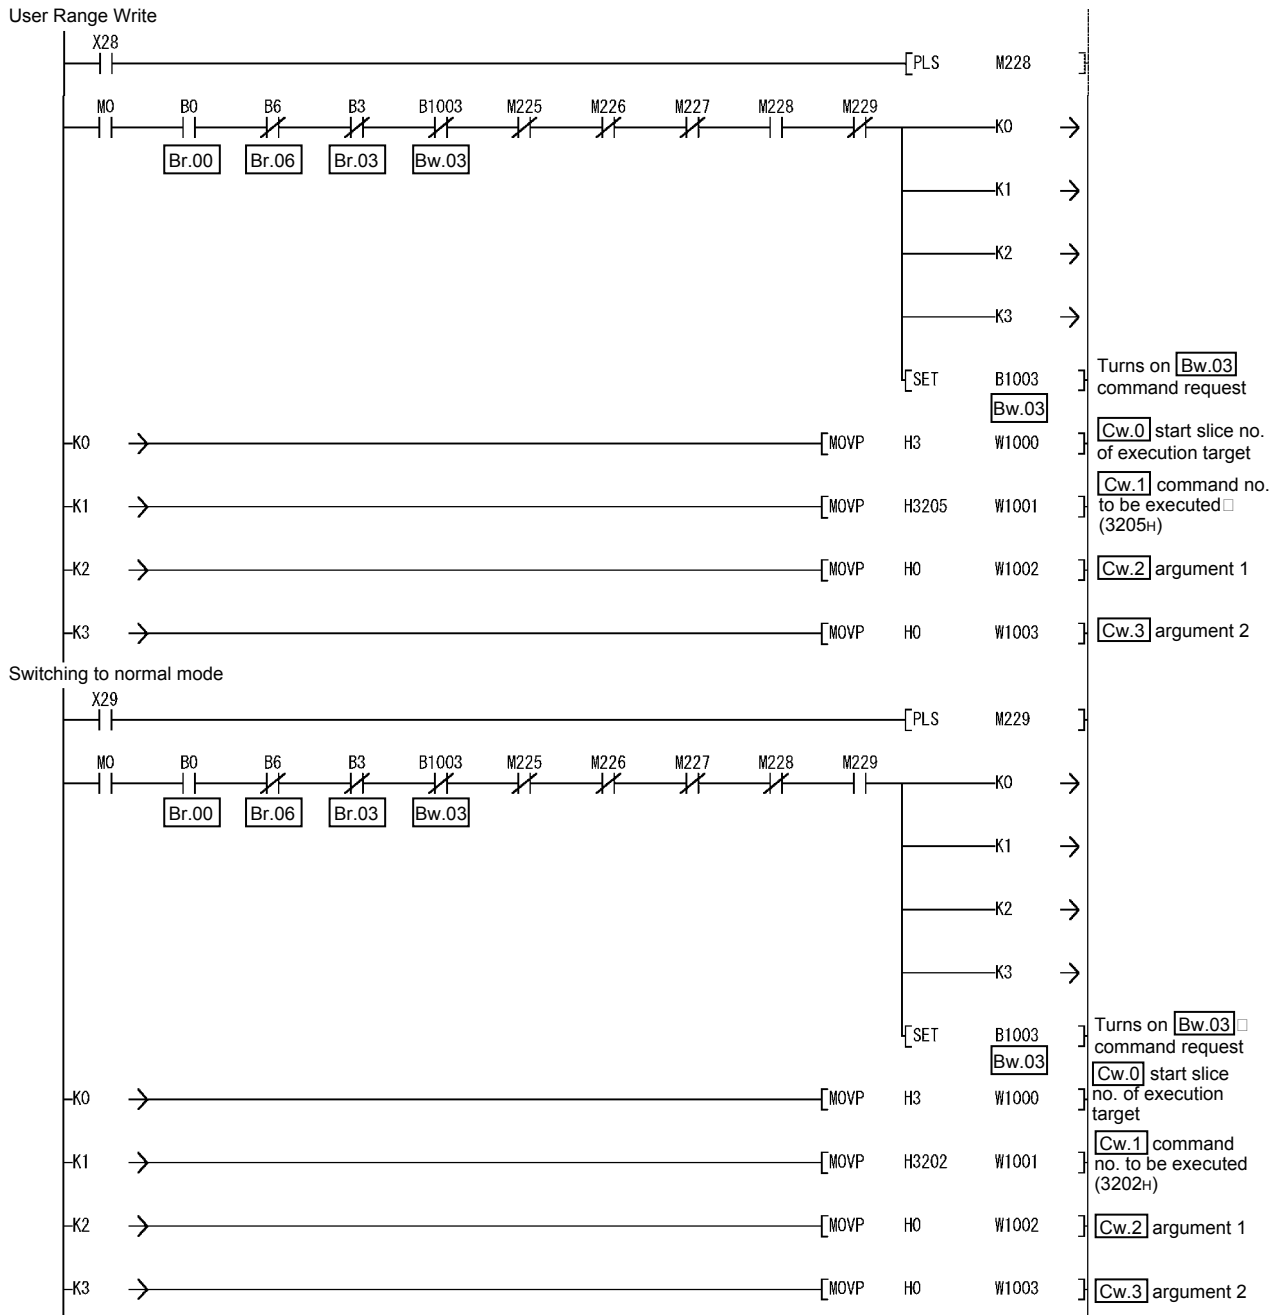 User Range Write
X28
PLS M228
M0 B0 B6 B3 B1003 M225 M226 M227 M228 M229
K0
Br.00 Br.06 Br.03 Bw.03
K1
K2
K3
SET B1003
Bw.03
Turns on Bw.03
command request
K0 MOVP H3 W1000
Cw.0 start slice no.
of execution target
K1 MOVP H3205 W1001
Cw.1 command no.
to be executed
(3205H)
K2 MOVP H0 W1002 Cw.2 argument 1
K3 MOVP H0 W1003 Cw.3 argument 2
Switching to normal mode
X29
PLS M229
M0 B0 B6 B3 B1003 M225 M226 M227 M228 M229
K0
Br.00 Br.06 Br.03 Bw.03
K1
K2
K3
SET B1003
Bw.03
Turns on Bw.03
command request
K0 MOVP H3 W1000
Cw.0 start slice
no. of execution
target
K1 MOVP H3202 W1001
Cw.1 command
no. to be executed
(3202H)
K2 MOVP H0 W1002 Cw.2 argument 1
K3 MOVP H0 W1003 Cw.3 argument 2